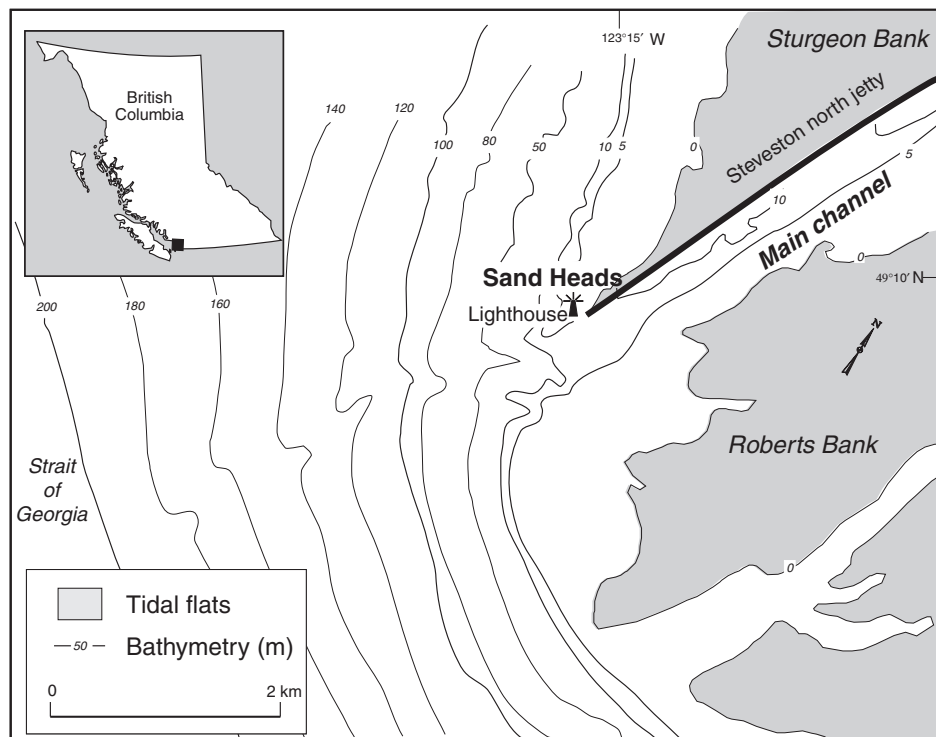 123°15′ W
Sturgeon Bank
British
Columbia
140
120
100
80
50
10
5
0
0
Steveston north jetty
5
10
Main channel
0
49°10′ N
Sand Heads
Lighthouse
N
200
180
160
Roberts Bank
Strait
of
Georgia
0
Tidal flats
50 Bathymetry (m)
0 2 km